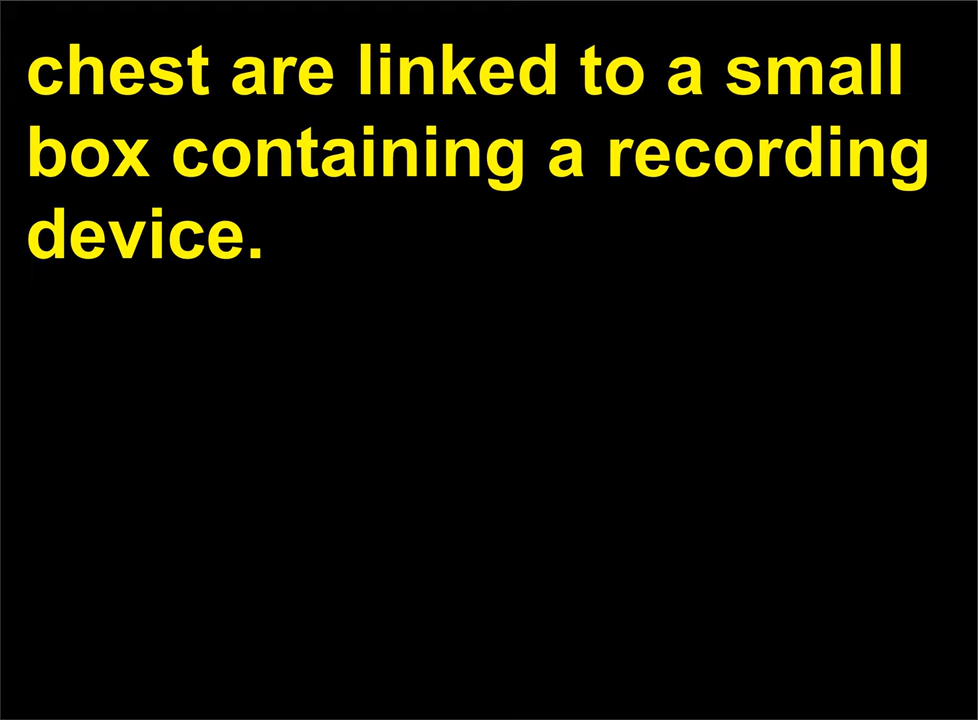 chest are linked to a small
box containing a recording
device.